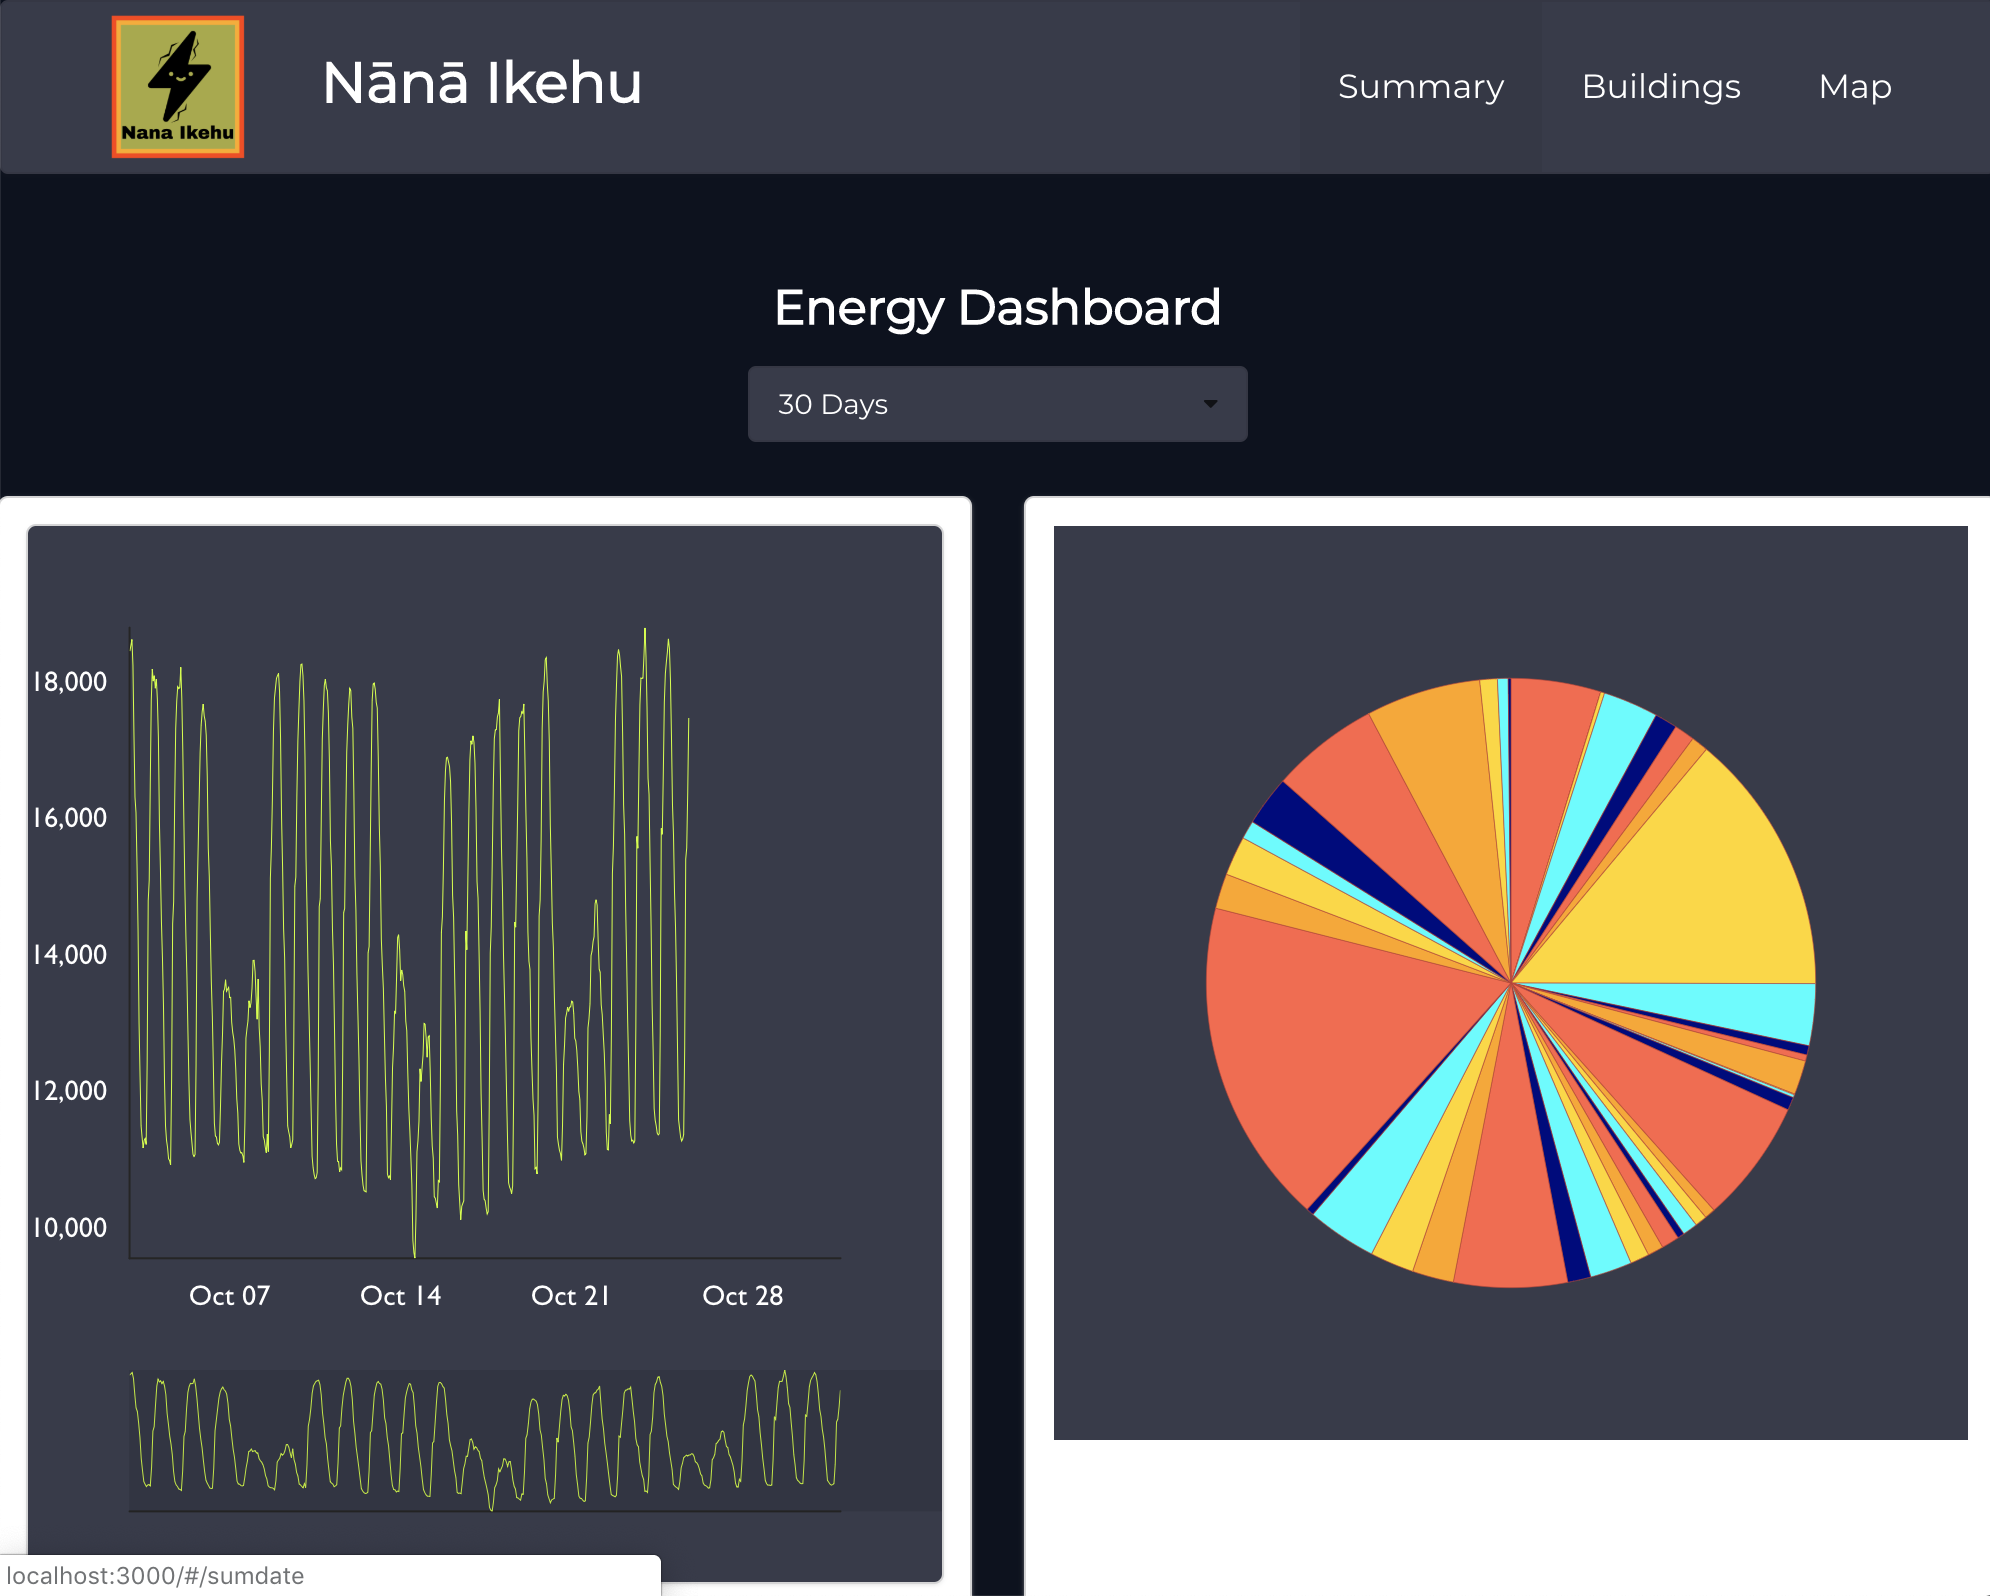 Nana Ikehu
Nānā Ikehu
Summary
Buildings
Map
Energy Dashboard
30 Days
18,000
16,000
14,000
12,000
10,000
Oct 07
Oct 14
Oct 21
Oct 28
localhost:3000/#/sumdate